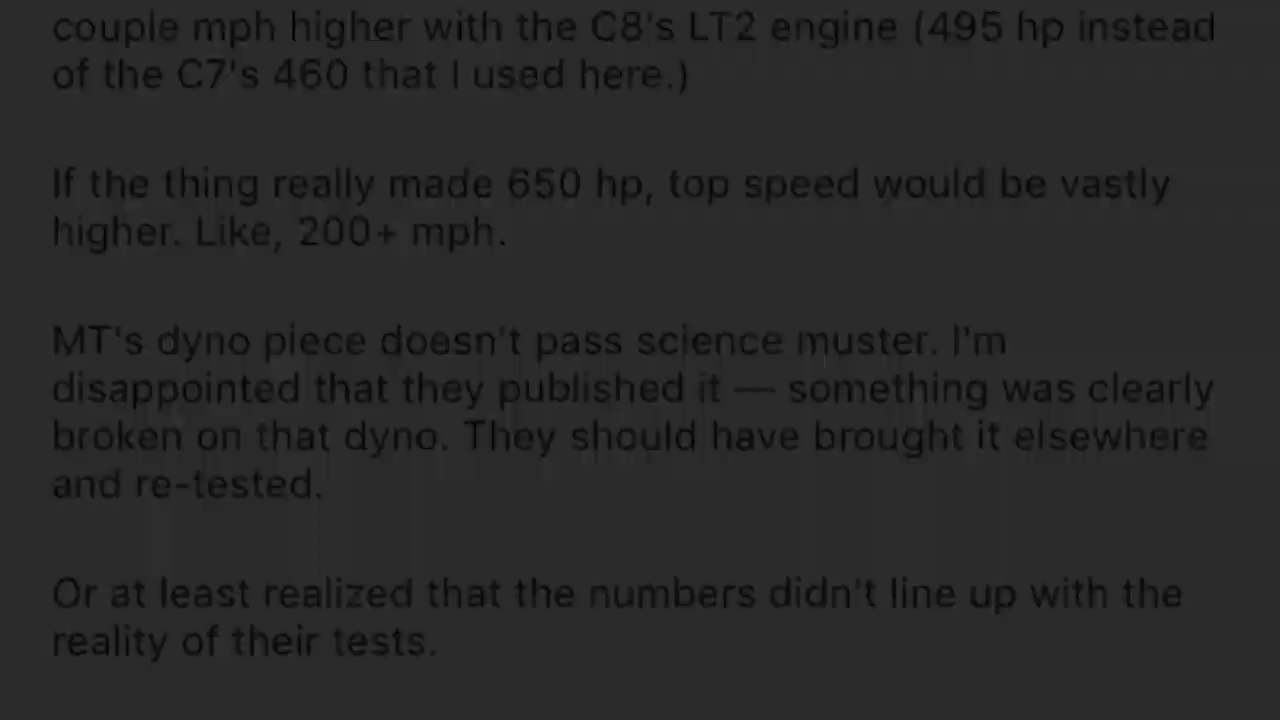 couple mph higher with the C8's LT2 engine (495 hp instead
of the C7's 460 that I used here.)
If the thing really made 650 hp, top speed would be vastly
higher. Like, 200+ mph.
MT's dyno piece doesn't pass science muster. I'm
disappointed that they published it — something was clearly
broken on that dyno. They should have brought it elsewhere
and re-tested.
Or at least realized that the numbers didn't line up with the
reality of their tests.